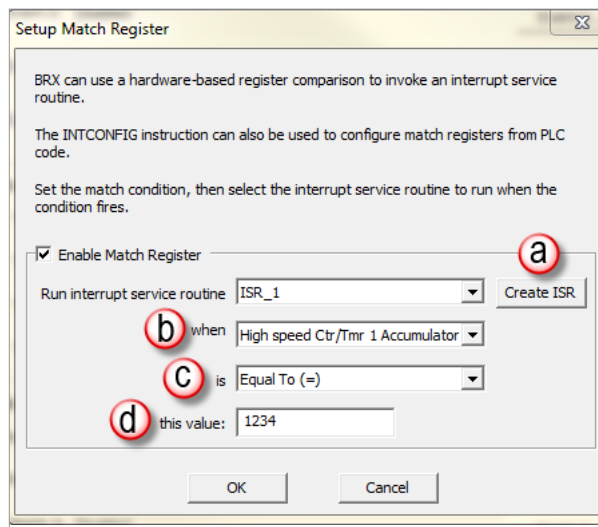 Setup Match Register
BRX can use a hardware-based register comparison to invoke an interrupt service
routine.
The INTCONFIG instruction can also be used to configure match registers from PLC
code.
Set the match condition, then select the interrupt service routine to run when the
condition fires.
Enable Match Register
a
Run interrupt service routine ISR_1 Create ISR
b when High speed Ctr/Tmr 1 Accumulator
c is Equal To (=)
d this value: 1234
OK Cancel